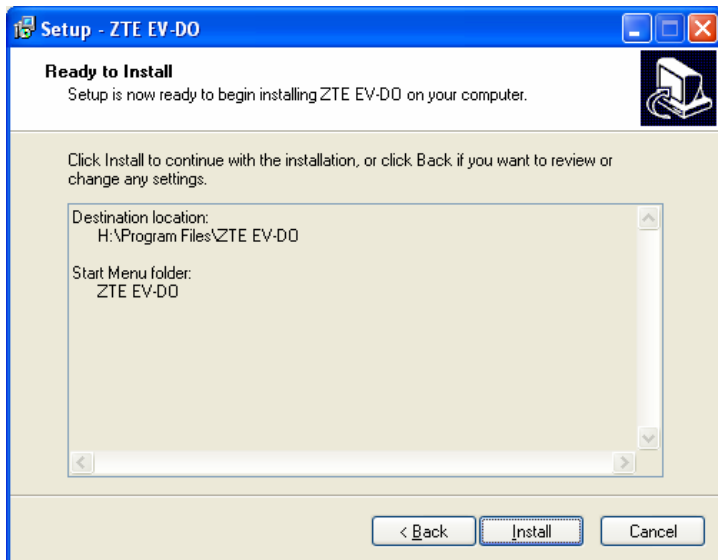 Setup - ZTE EV-DO
Ready to Install
Setup is now ready to begin installing ZTE EV-DO on your computer.
Click Install to continue with the installation, or click Back if you want to review or
change any settings.
Destination location:
H:\Program Files\ZTE EV-DO
Start Menu folder:
ZTE EV-DO
< Back
Install
Cancel